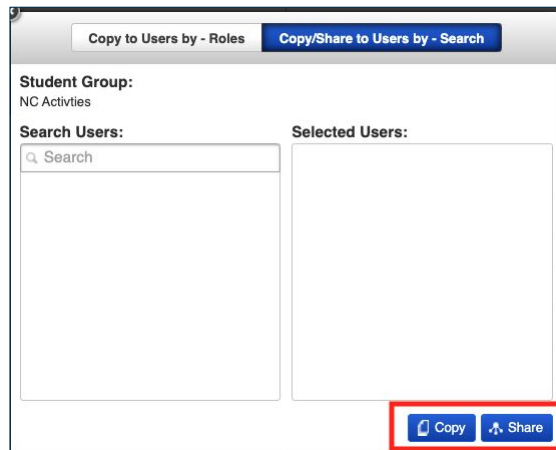 Copy to Users by - Roles
Copy/Share to Users by - Search
Student Group:
NC Activties
Search Users:
Selected Users:
Search
Copy
Share